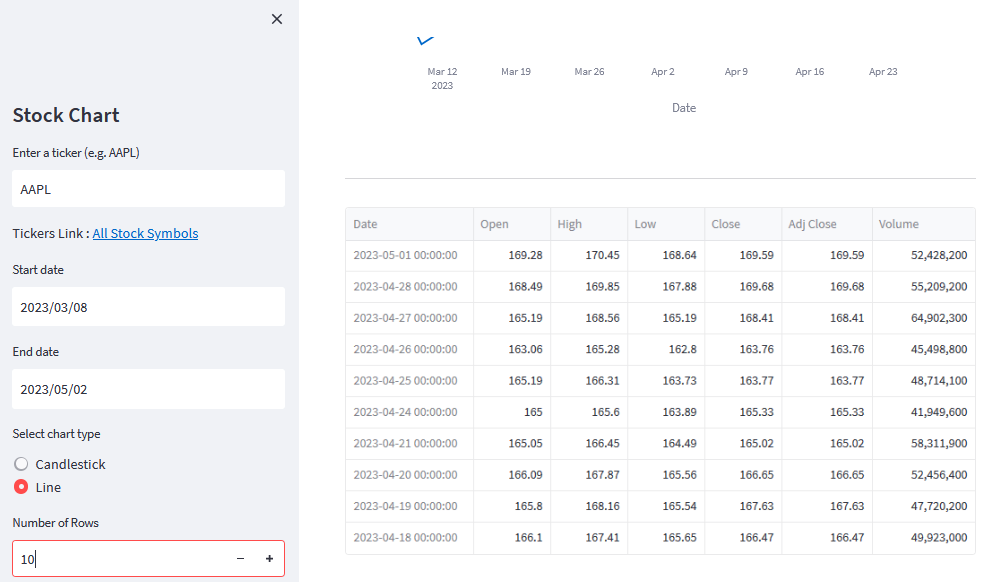 Stock Chart
Enter a ticker (e.g. AAPL)
AAPL
Tickers Link : All Stock Symbols
Start date
2023/03/08
End date
2023/05/02
Select chart type
Candlestick
Line
Number of Rows
10 − +
Mar 12 Mar 19 Mar 26 Apr 2 Apr 9 Apr 16 Apr 23
2023
Date
Date Open High Low Close Adj Close Volume
2023-05-01 00:00:00 169.28 170.45 168.64 169.59 169.59 52,428,200
2023-04-28 00:00:00 168.49 169.85 167.88 169.68 169.68 55,209,200
2023-04-27 00:00:00 165.19 168.56 165.19 168.41 168.41 64,902,300
2023-04-26 00:00:00 163.06 165.28 162.8 163.76 163.76 45,498,800
2023-04-25 00:00:00 165.19 166.31 163.73 163.77 163.77 48,714,100
2023-04-24 00:00:00 165 165.6 163.89 165.33 165.33 41,949,600
2023-04-21 00:00:00 165.05 166.45 164.49 165.02 165.02 58,311,900
2023-04-20 00:00:00 166.09 167.87 165.56 166.65 166.65 52,456,400
2023-04-19 00:00:00 165.8 168.16 165.54 167.63 167.63 47,720,200
2023-04-18 00:00:00 166.1 167.41 165.65 166.47 166.47 49,923,000